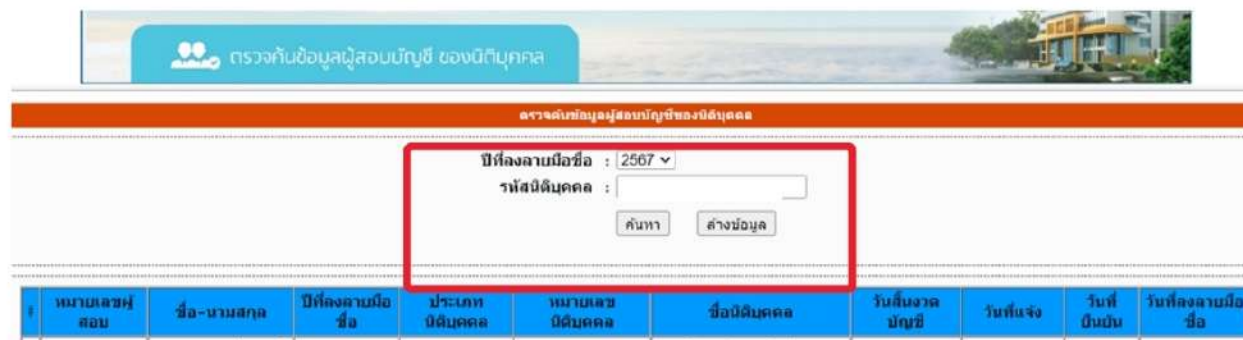 ตรวจค้นข้อมูลผู้สอบบัญชี ของนิติบุคคล
ตรวจค้นข้อมูลผู้สอบบัญชีของนิติบุคคล
ปีที่ลงลายมือชื่อ : 2567
รหัสนิติบุคคล :
ค้นหา ล้างข้อมูล
หมายเลขผู้สอบ ชื่อ-นามสกุล ปีที่ลงลายมือชื่อ ประเภทนิติบุคคล หมายเลขนิติบุคคล ชื่อนิติบุคคล วันสิ้นงวดบัญชี วันที่แจ้ง วันที่ยืนยัน วันที่ลงลายมือชื่อ